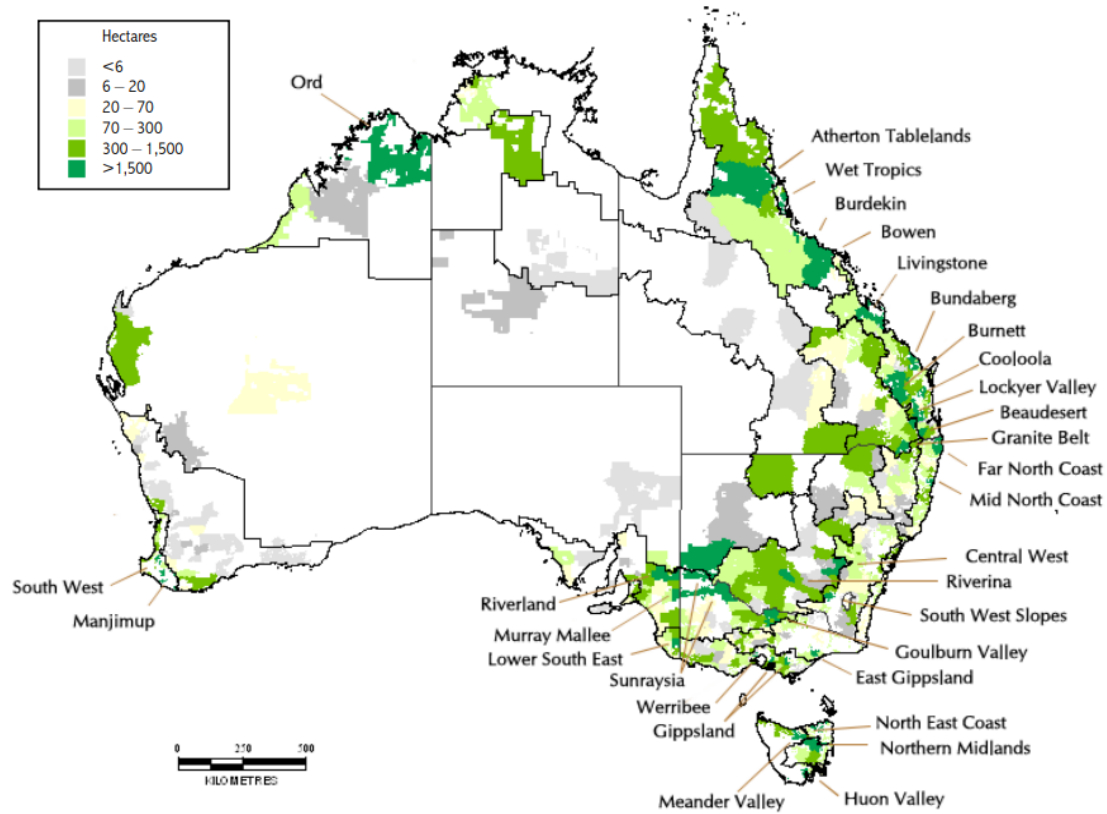 Hectares
<6
6 – 20
20 – 70
70 – 300
300 – 1,500
>1,500
Ord
Atherton Tablelands
Wet Tropics
Burdekin
Bowen
Livingstone
Bundaberg
Burnett
Cooloola
Lockyer Valley
Beaudesert
Granite Belt
Far North Coast
Mid North Coast
Central West
Riverina
South West Slopes
Goulburn Valley
East Gippsland
South West
Manjimup
Riverland
Murray Mallee
Lower South East
Sunraysia
Werribee
Gippsland
North East Coast
Northern Midlands
Meander Valley
Huon Valley
0 250 500
KILOMETRES